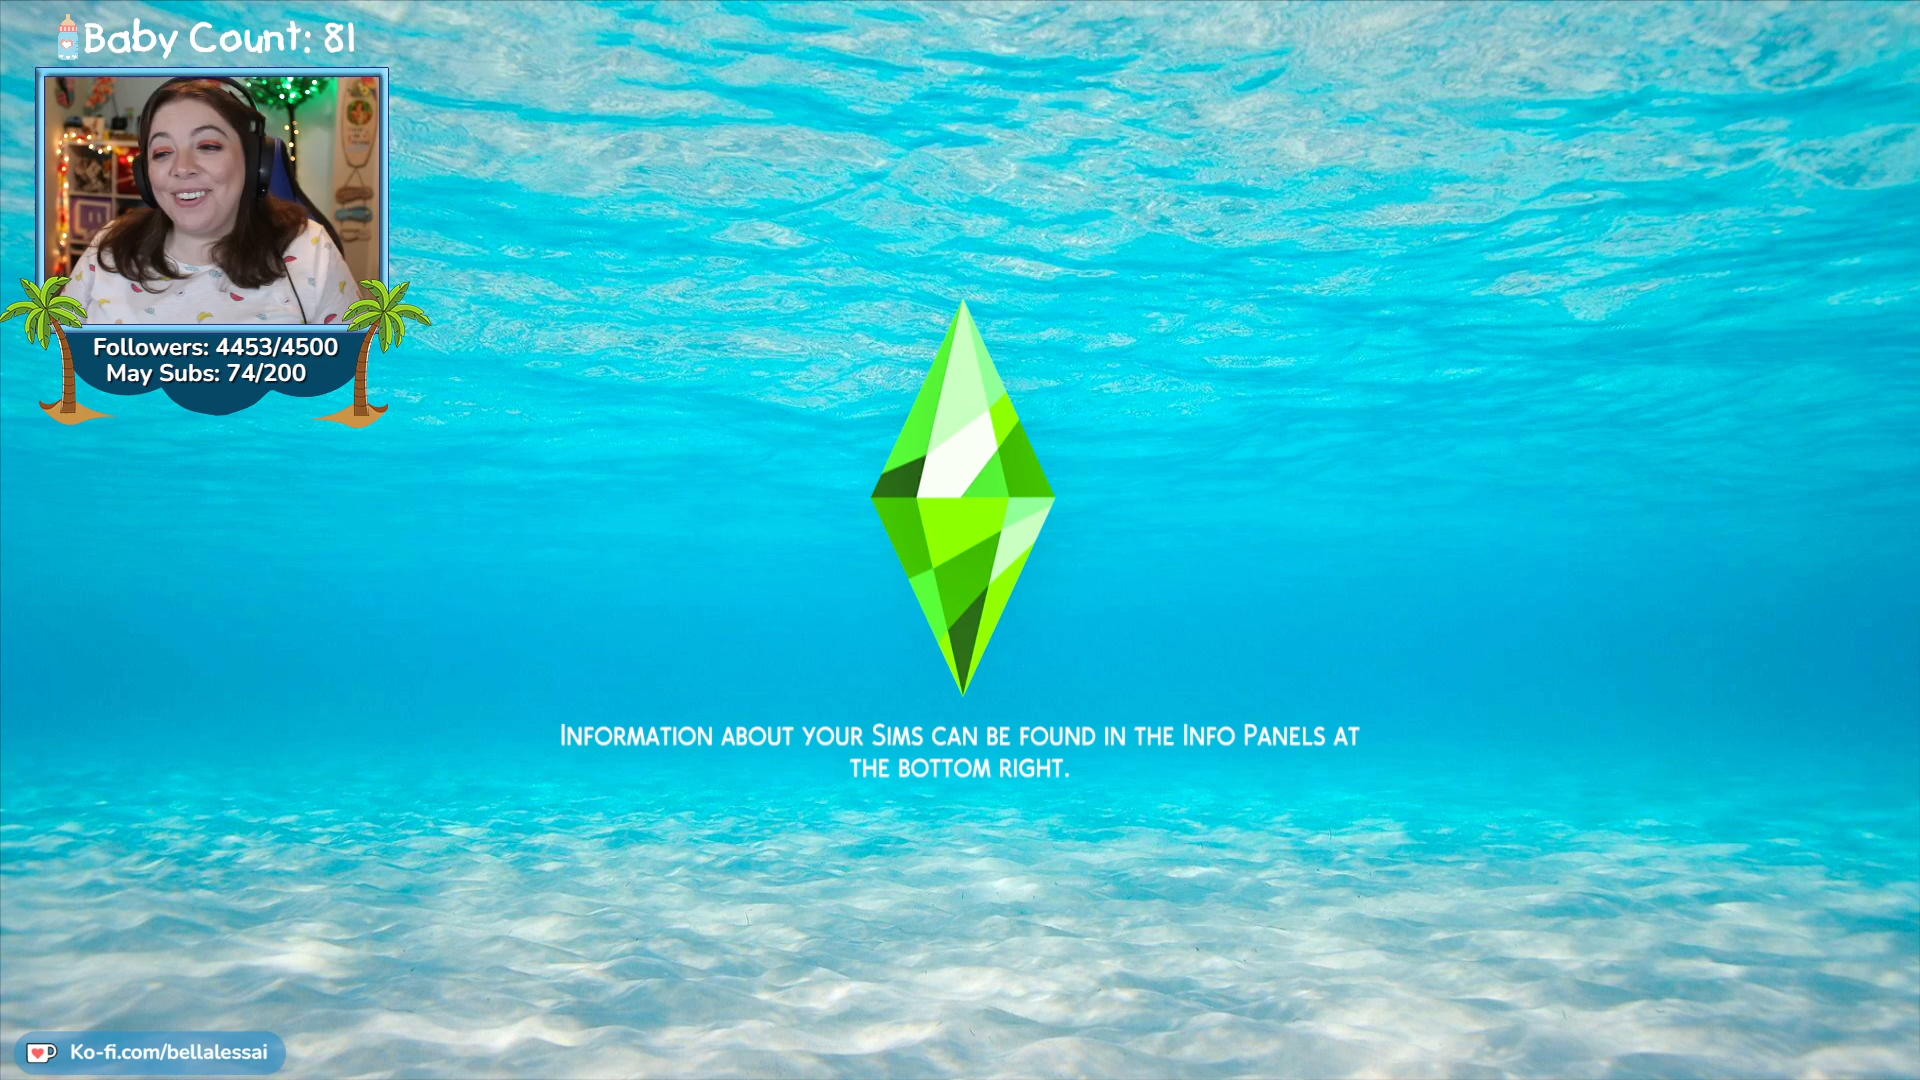 Baby Count: 81
Followers: 4453/4500
May Subs: 74/200
Information about your Sims can be found in the Info Panels at
the bottom right.
Ko-fi.com/bellalessai